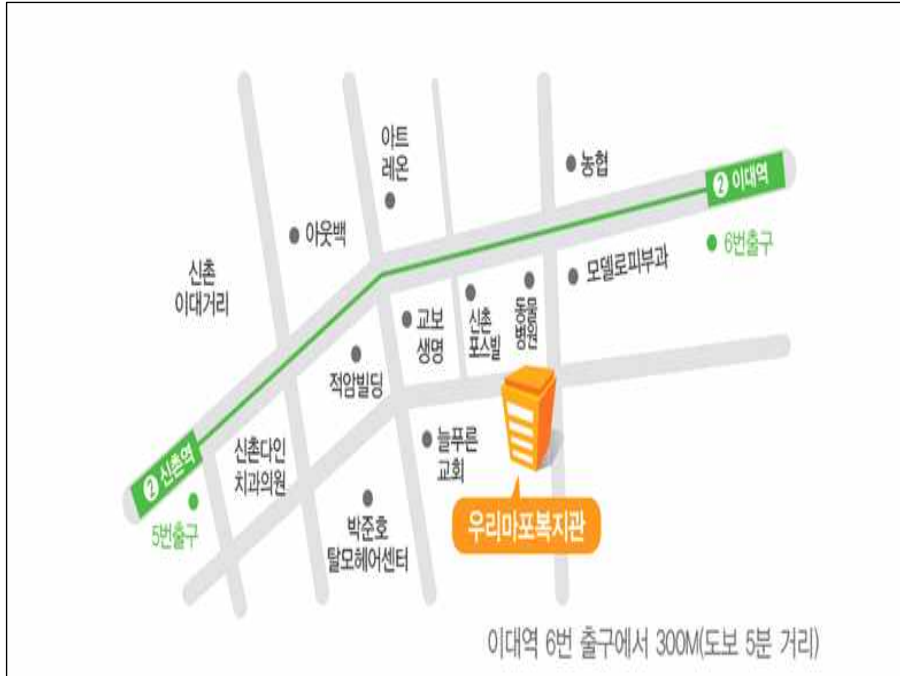 아트
레온
농협
② 이대역
아웃백
6번출구
신촌
이대거리
모델로피부과
교보
생명
신촌
포스빌
동물
병원
적암빌딩
늘푸른
교회
신촌다인
치과의원
② 신촌역
5번출구
박준호
탈모헤어센터
우리마포복지관
이대역 6번 출구에서 300M(도보 5분 거리)